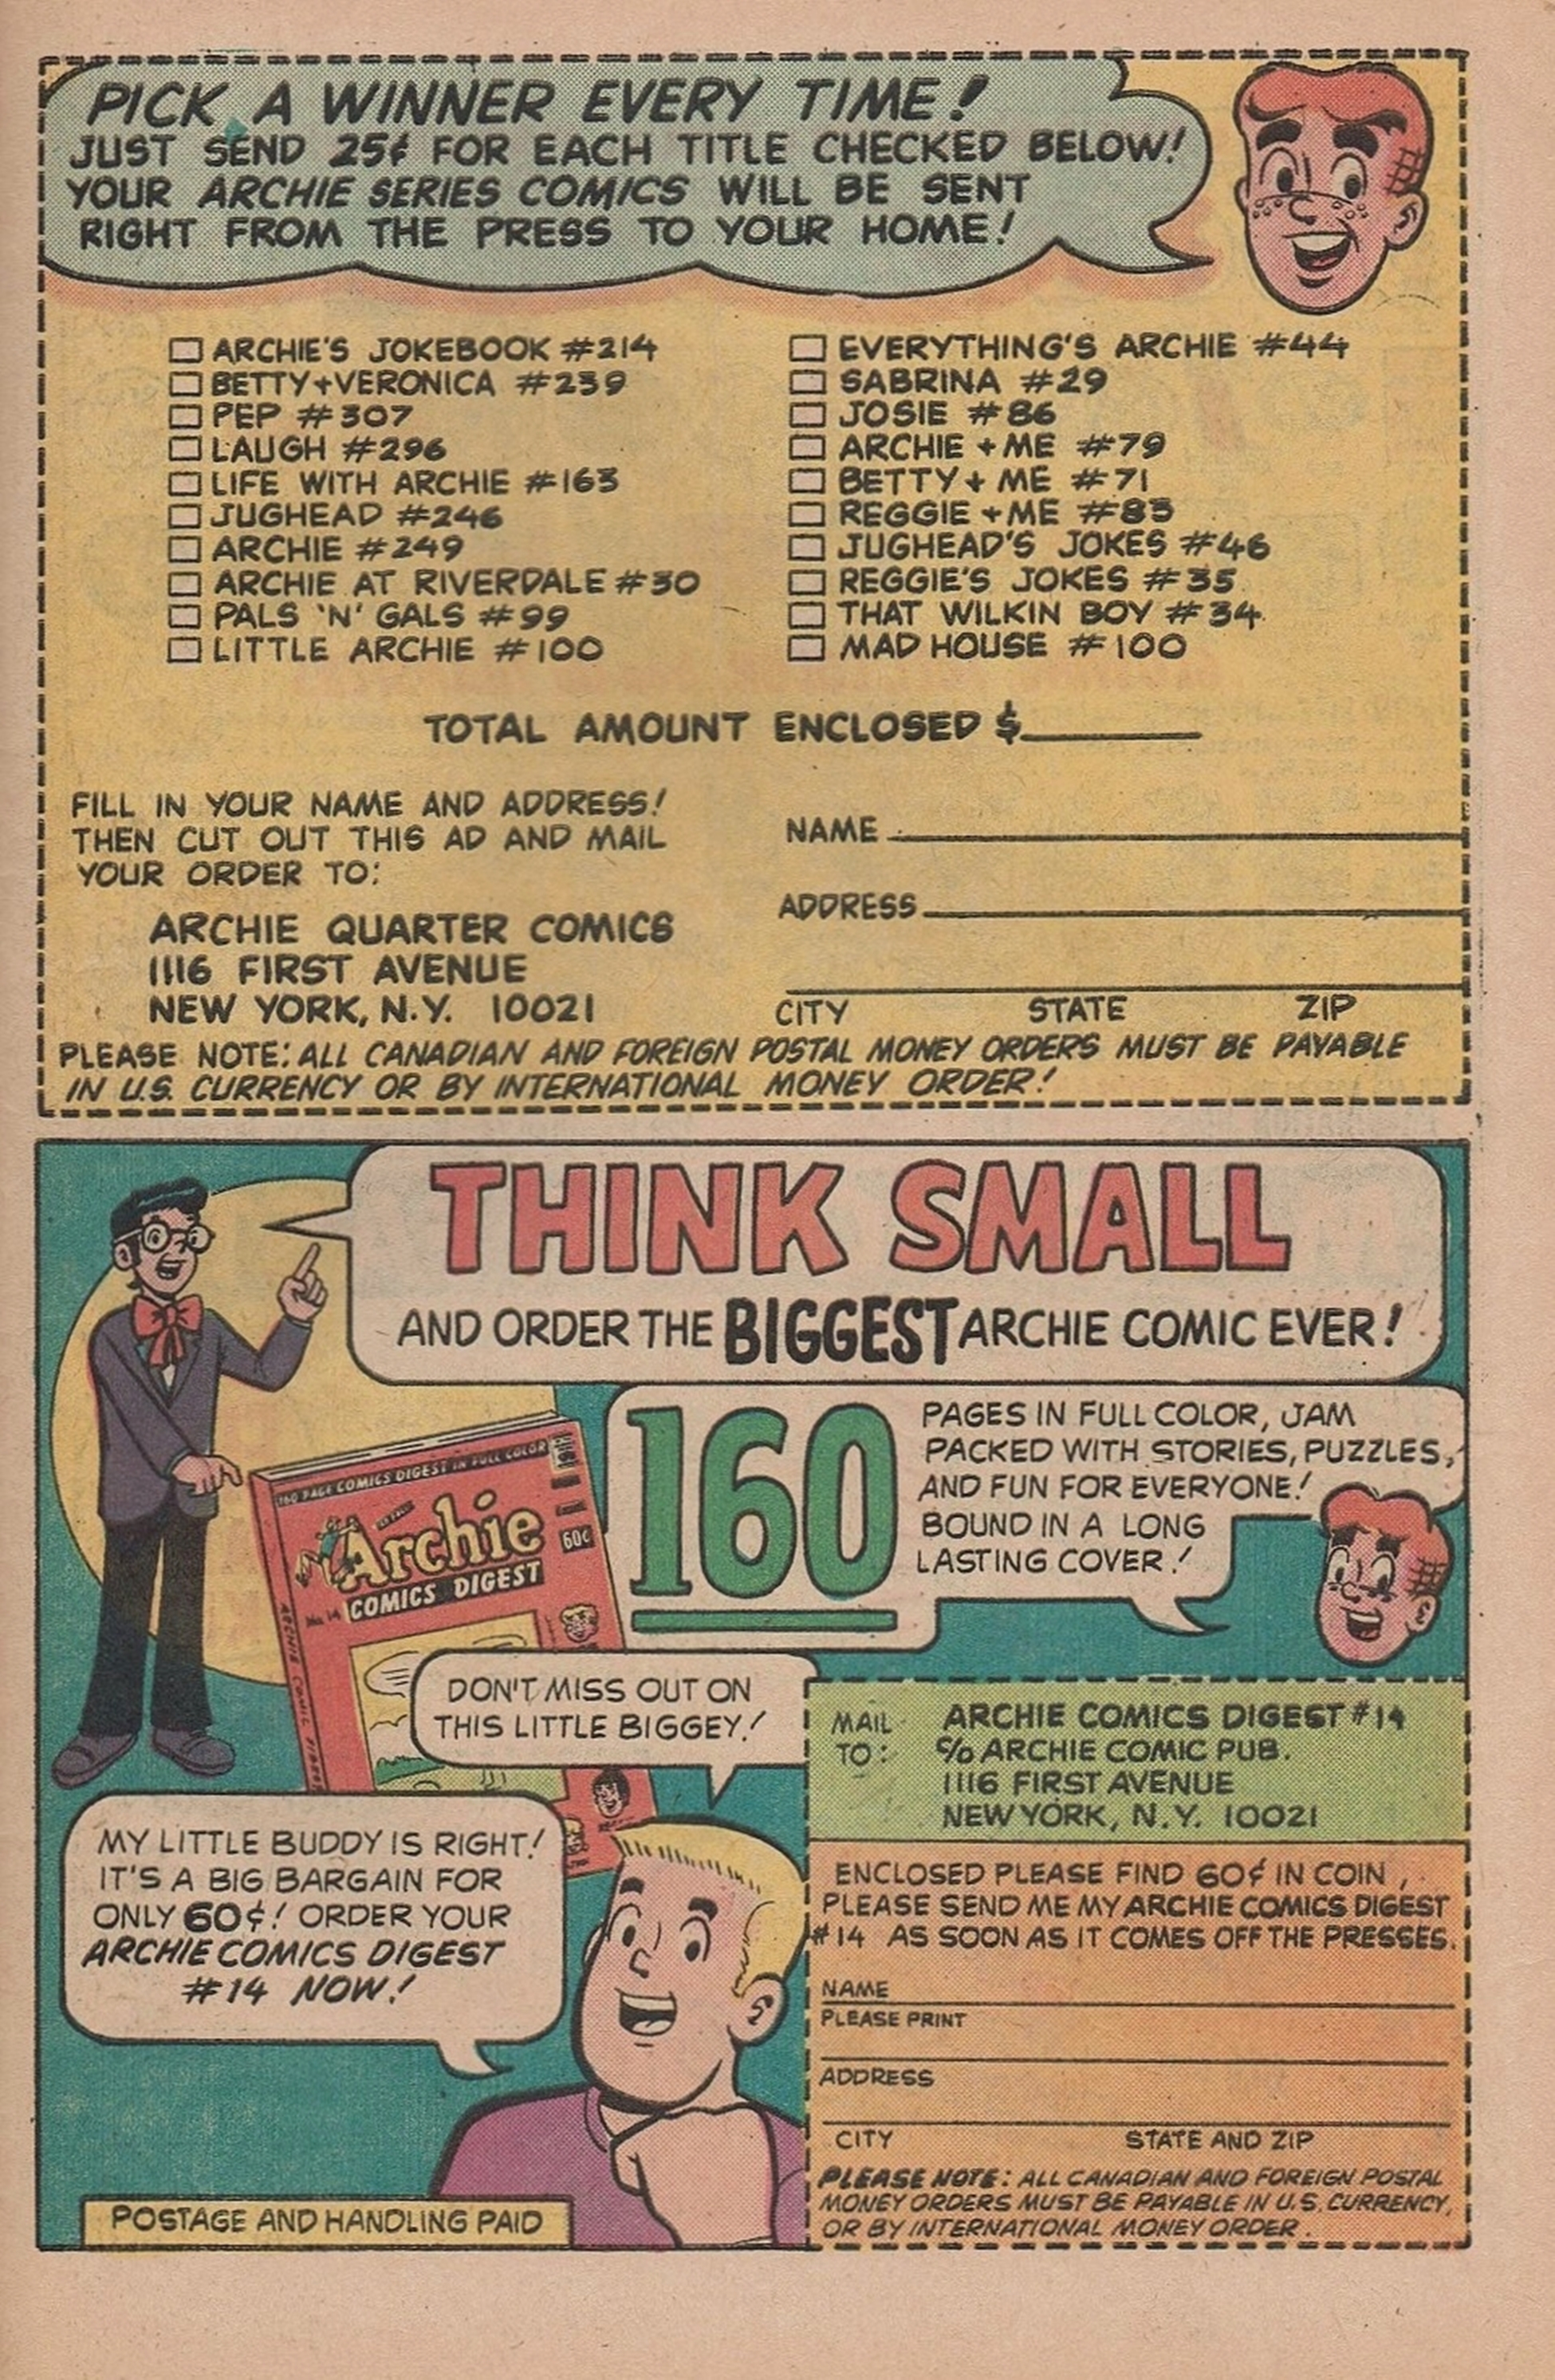 PICK A WINNER EVERY TIME!
JUST SEND 25¢ FOR EACH TITLE CHECKED BELOW!
YOUR ARCHIE SERIES COMICS WILL BE SENT
RIGHT FROM THE PRESS TO YOUR HOME!
ARCHIE'S JOKEBOOK #214
BETTY+VERONICA #239
PEP #307
LAUGH #296
LIFE WITH ARCHIE #163
JUGHEAD #246
ARCHIE #249
ARCHIE AT RIVERDALE #30
PALS 'N' GALS #99
LITTLE ARCHIE #100
EVERYTHING'S ARCHIE #44
SABRINA #29
JOSIE #86
ARCHIE + ME #79
BETTY + ME #71
REGGIE + ME #83
JUGHEAD'S JOKES #46
REGGIE'S JOKES #35
THAT WILKIN BOY #34
MAD HOUSE #100
TOTAL AMOUNT ENCLOSED $
FILL IN YOUR NAME AND ADDRESS!
THEN CUT OUT THIS AD AND MAIL
YOUR ORDER TO:
ARCHIE QUARTER COMICS
1116 FIRST AVENUE
NEW YORK, N.Y. 10021
NAME
ADDRESS
CITY STATE ZIP
PLEASE NOTE: ALL CANADIAN AND FOREIGN POSTAL MONEY ORDERS MUST BE PAYABLE
IN U.S. CURRENCY OR BY INTERNATIONAL MONEY ORDER!
THINK SMALL
AND ORDER THE BIGGEST ARCHIE COMIC EVER!
160
PAGES IN FULL COLOR, JAM
PACKED WITH STORIES, PUZZLES,
AND FUN FOR EVERYONE!
BOUND IN A LONG
LASTING COVER!
160 PAGE COMICS DIGEST IN FULL COLOR
Archie
60¢
COMICS DIGEST
No. 14
DON'T MISS OUT ON
THIS LITTLE BIGGEY!
MY LITTLE BUDDY IS RIGHT!
IT'S A BIG BARGAIN FOR
ONLY 60¢! ORDER YOUR
ARCHIE COMICS DIGEST
#14 NOW!
POSTAGE AND HANDLING PAID
MAIL TO:
ARCHIE COMICS DIGEST #14
c/o ARCHIE COMIC PUB.
1116 FIRST AVENUE
NEW YORK, N.Y. 10021
ENCLOSED PLEASE FIND 60¢ IN COIN,
PLEASE SEND ME MY ARCHIE COMICS DIGEST
#14 AS SOON AS IT COMES OFF THE PRESSES.
NAME
PLEASE PRINT
ADDRESS
CITY STATE AND ZIP
PLEASE NOTE: ALL CANADIAN AND FOREIGN POSTAL
MONEY ORDERS MUST BE PAYABLE IN U.S. CURRENCY,
OR BY INTERNATIONAL MONEY ORDER.